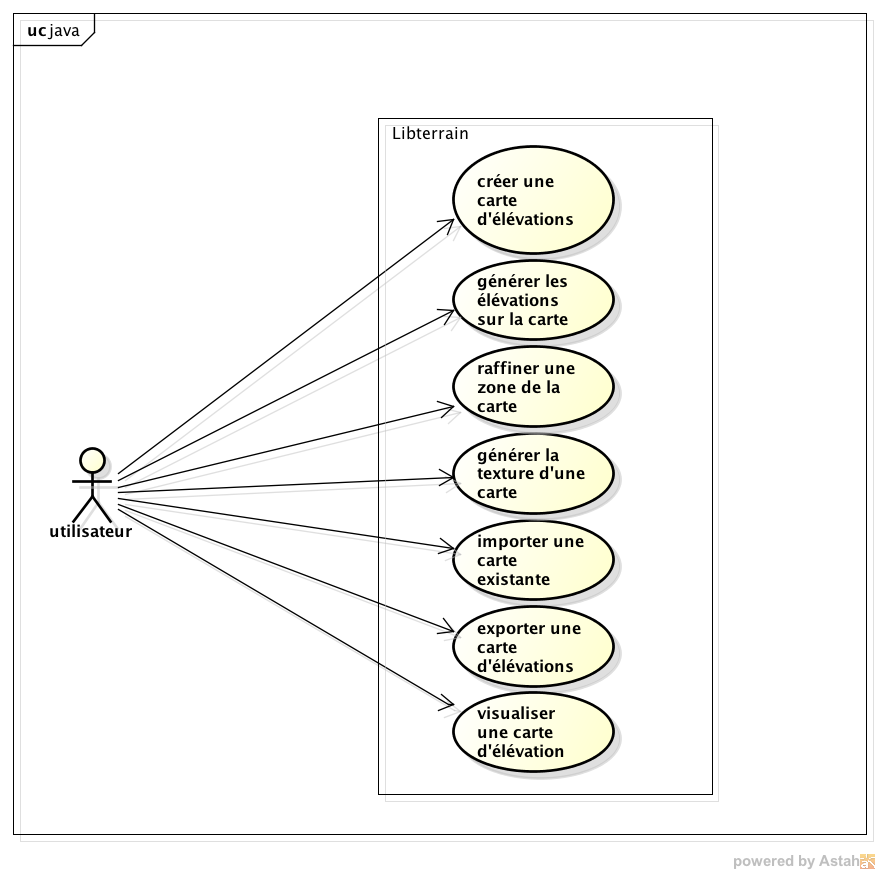 uc java
Libterrain
créer une
carte
d'élévations
générer les
élévations
sur la carte
raffiner une
zone de la
carte
générer la
texture d'une
carte
importer une
carte
existante
exporter une
carte
d'élévations
visualiser
une carte
d'élévation
utilisateur
powered by Astah